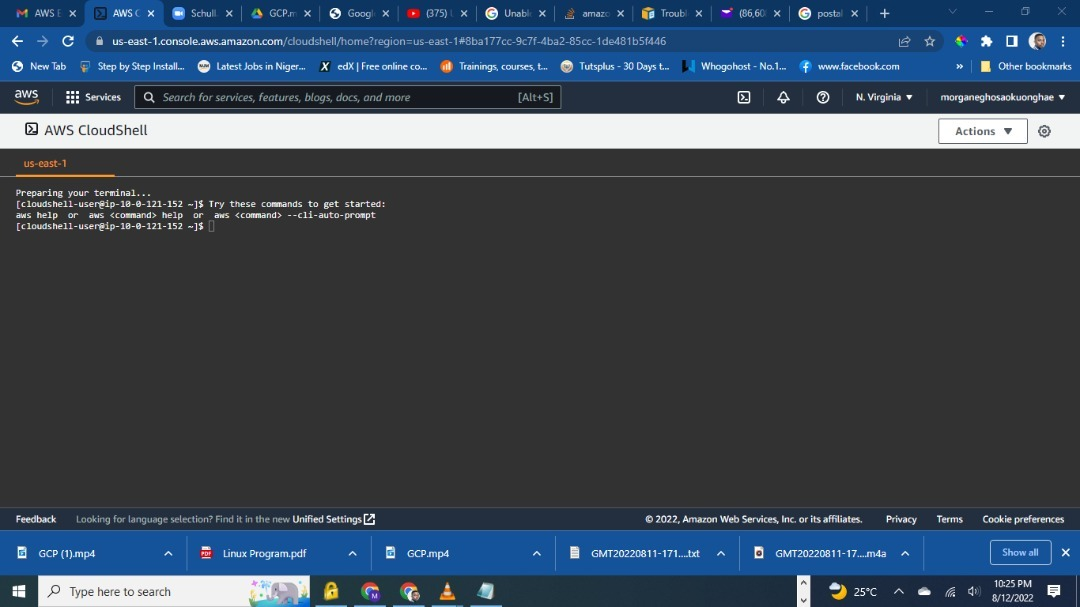 AWS E
AWS C
Schull
GCP.m
Googl
(375)
Unabl
amazo
Troubl
(86,60
postal
us-east-1.console.aws.amazon.com/cloudshell/home?region=us-east-1#8ba177cc-9c7f-4ba2-85cc-1de481b5f446
New Tab
Step by Step Install...
Latest Jobs in Niger...
edX | Free online co...
Trainings, courses, t...
Tutsplus - 30 Days t...
Whogohost - No.1...
www.facebook.com
»
Other bookmarks
aws
Services
Search for services, features, blogs, docs, and more
[Alt+S]
N. Virginia ▼
morganeghosaokuonghae ▼
AWS CloudShell
Actions ▼
us-east-1
Preparing your terminal...
[cloudshell-user@ip-10-0-121-152 ~]$ Try these commands to get started:
aws help or aws <command> help or aws <command> --cli-auto-prompt
[cloudshell-user@ip-10-0-121-152 ~]$
Feedback
Looking for language selection? Find it in the new Unified Settings
© 2022, Amazon Web Services, Inc. or its affiliates.
Privacy
Terms
Cookie preferences
GCP (1).mp4
Linux Program.pdf
GCP.mp4
GMT20220811-171....txt
GMT20220811-17....m4a
Show all
Type here to search
25°C
10:25 PM
8/12/2022